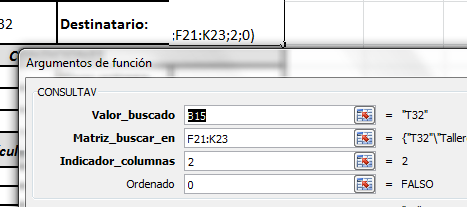 32 Destinatario: ;F21:K23;2;0)
Argumentos de función
CONSULTAV
Valor_buscado B15 = "T32"
Matriz_buscar_en F21:K23 = {"T32"\"Taller
Indicador_columnas 2 = 2
Ordenado 0 = FALSO